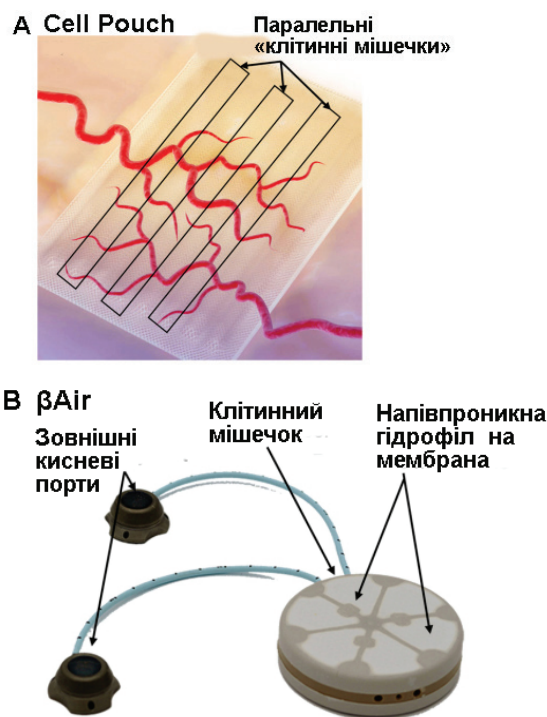 A Cell Pouch
Паралельні
«клітинні мішечки»
B βAir
Зовнішні
кисневі
порти
Клітинний
мішечок
Напівпроникна
гідрофіл на
мембрана